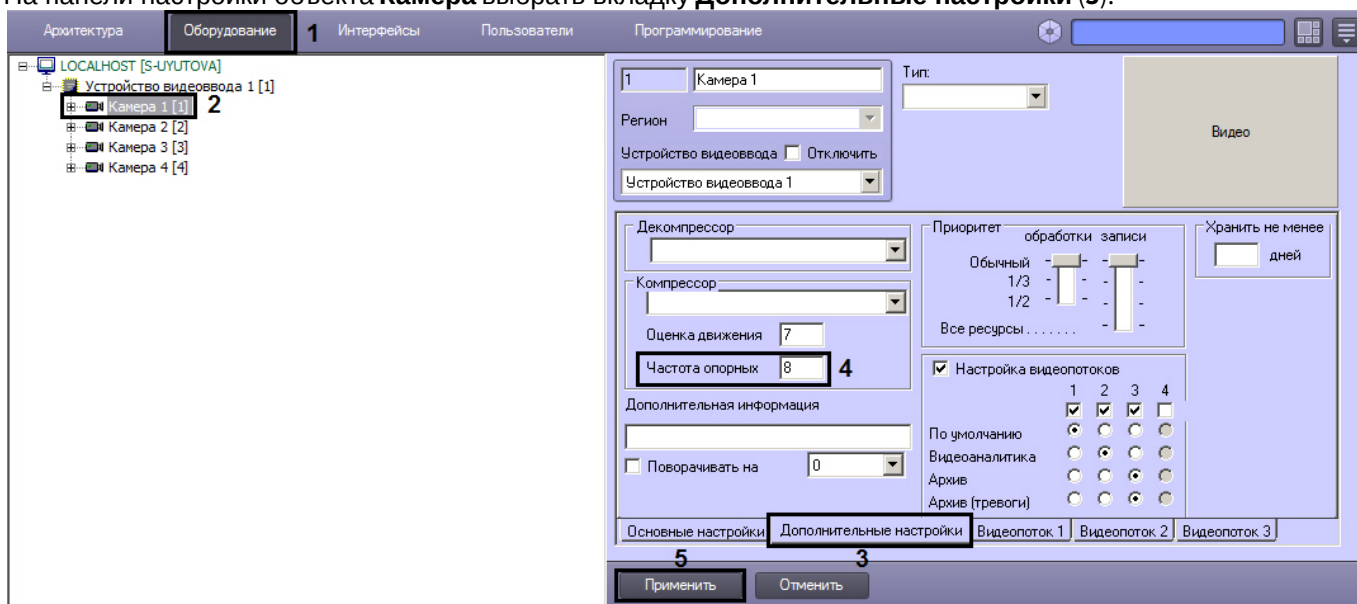 На панели настройки объекта Камера выбрать вкладку Дополнительные настройки (3).
Архитектура Оборудование 1 Интерфейсы Пользователи Программирование
LOCALHOST [S-UYUTOVA]
Устройство видеоввода 1 [1]
Камера 1 [1] 2
Камера 2 [2]
Камера 3 [3]
Камера 4 [4]
1 Камера 1 Тип:
Регион
Видео
Устройство видеоввода Отключить
Устройство видеоввода 1
Декомпрессор
Компрессор
Оценка движения 7
Частота опорных 8 4
Дополнительная информация
Поворачивать на 0
Приоритет
обработки записи
Обычный
1/3
1/2
Все ресурсы . . . . . . .
Хранить не менее
дней
Настройка видеопотоков
1 2 3 4
По умолчанию
Видеоаналитика
Архив
Архив (тревоги)
Основные настройки Дополнительные настройки Видеопоток 1 Видеопоток 2 Видеопоток 3
5 3
Применить Отменить